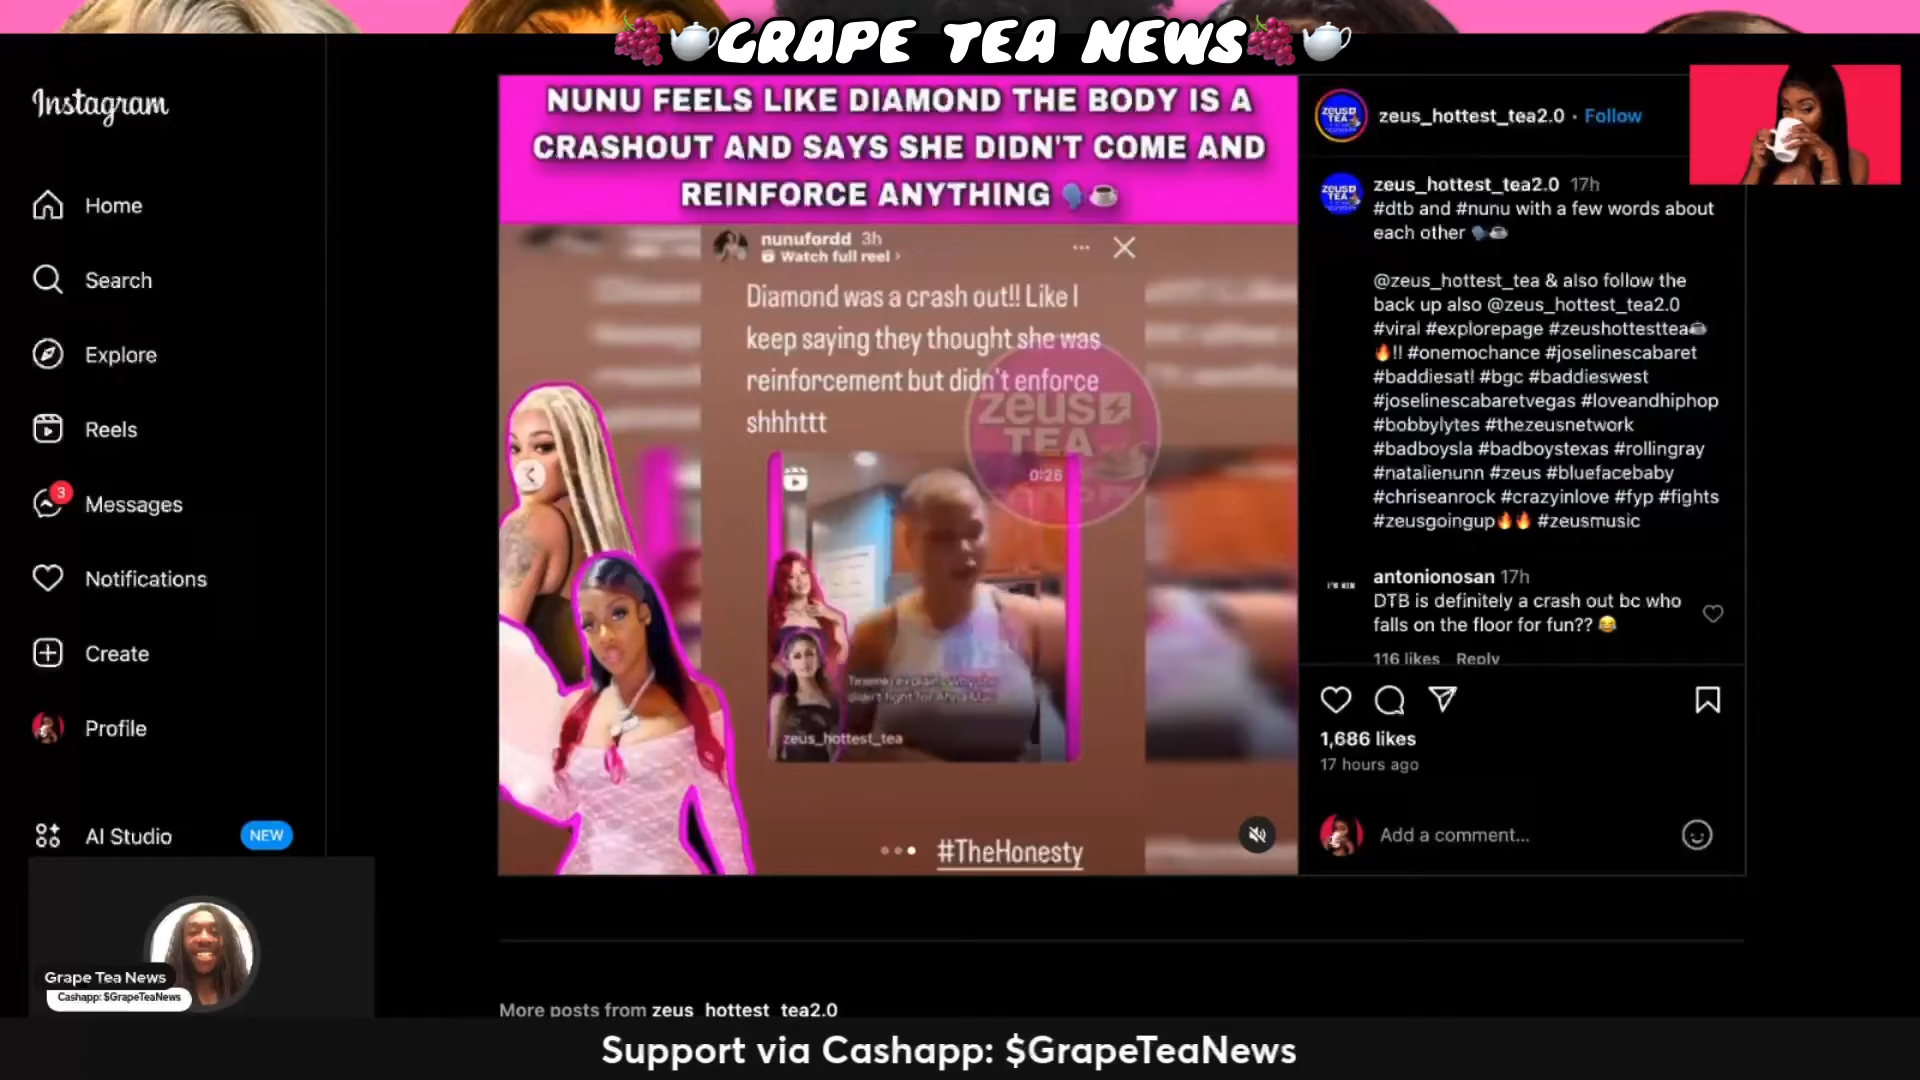 GRAPE TEA NEWS
Instagram
Home
Search
Explore
Reels
3
Messages
Notifications
Create
Profile
AI Studio
NEW
Grape Tea News
Cashapp: $GrapeTeaNews
NUNU FEELS LIKE DIAMOND THE BODY IS A
CRASHOUT AND SAYS SHE DIDN'T COME AND
REINFORCE ANYTHING 🗣️☕
nunufordd 3h
Watch full reel ›
Diamond was a crash out!! Like I
keep saying they thought she was
reinforcement but didn't enforce
shhhttt
zeus
TEA
0:26
zeus_hottest_tea
#TheHonesty
zeus_hottest_tea2.0 · Follow
zeus_hottest_tea2.0 17h
#dtb and #nunu with a few words about
each other 🗣️☕
@zeus_hottest_tea & also follow the
back up also @zeus_hottest_tea2.0
#viral #explorepage #zeushottesttea☕
🔥!! #onemochance #joselinescabaret
#baddiesatl #bgc #baddieswest
#joselinescabaretvegas #loveandhiphop
#bobbylytes #thezeusnetwork
#badboysla #badboystexas #rollingray
#natalienunn #zeus #bluefacebaby
#chriseanrock #crazyinlove #fyp #fights
#zeusgoingup🔥🔥 #zeusmusic
antonionosan 17h
DTB is definitely a crash out bc who
falls on the floor for fun?? 😂
116 likes Reply
1,686 likes
17 hours ago
Add a comment...
More posts from zeus_hottest_tea2.0
Support via Cashapp: $GrapeTeaNews